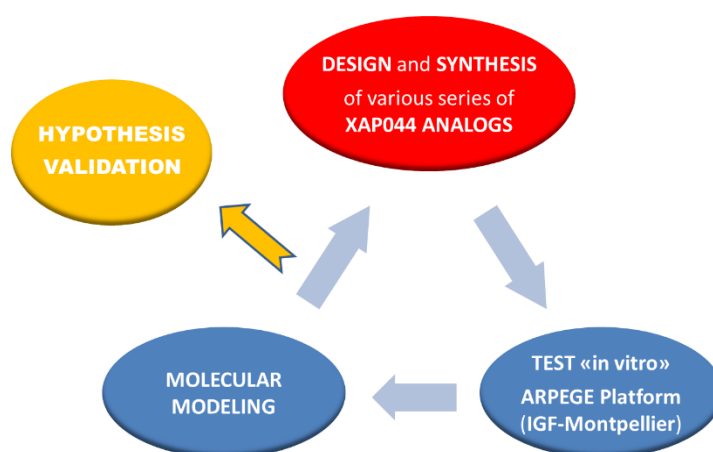 DESIGN and SYNTHESIS
of various series of
XAP044 ANALOGS
HYPOTHESIS
VALIDATION
MOLECULAR
MODELING
TEST «in vitro»
ARPEGE Platform
(IGF-Montpellier)